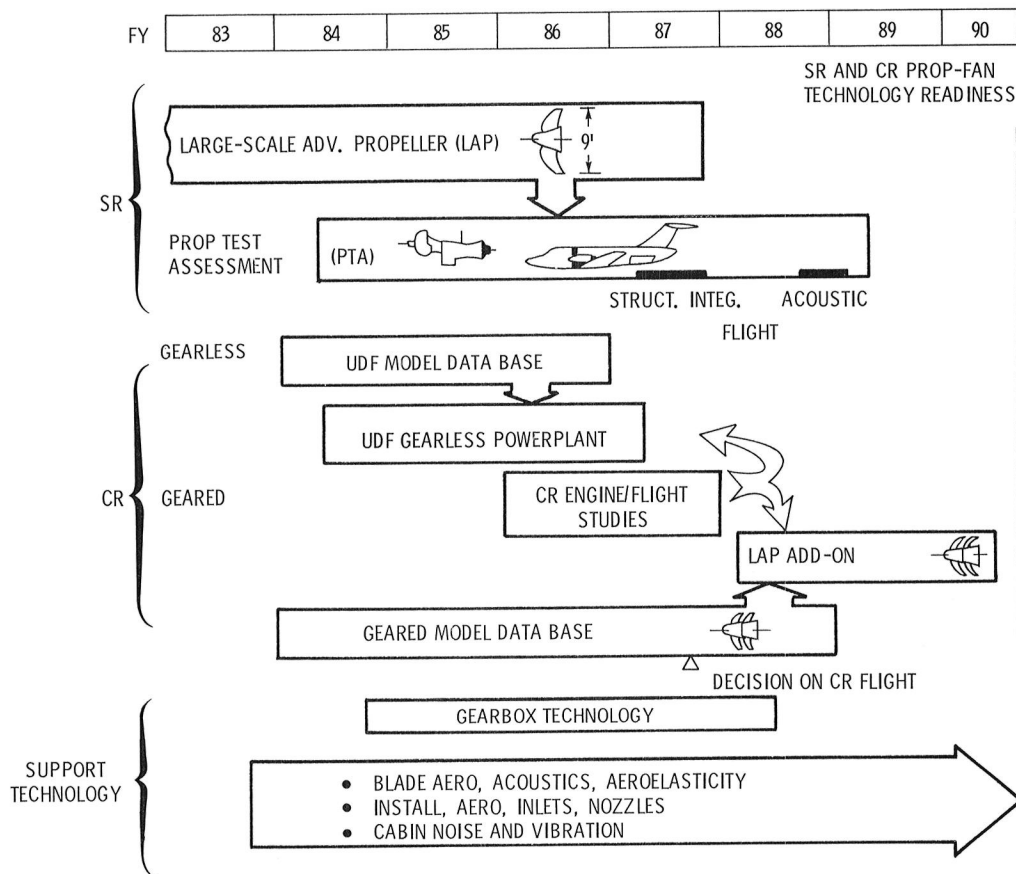 FY 83 84 85 86 87 88 89 90
SR AND CR PROP-FAN
TECHNOLOGY READINESS
SR
LARGE-SCALE ADV. PROPELLER (LAP)
9'
PROP TEST
ASSESSMENT
(PTA)
STRUCT. INTEG.
ACOUSTIC
FLIGHT
CR
GEARLESS
UDF MODEL DATA BASE
UDF GEARLESS POWERPLANT
GEARED
CR ENGINE/FLIGHT
STUDIES
LAP ADD-ON
GEARED MODEL DATA BASE
DECISION ON CR FLIGHT
SUPPORT
TECHNOLOGY
GEARBOX TECHNOLOGY
• BLADE AERO, ACOUSTICS, AEROELASTICITY
• INSTALL, AERO, INLETS, NOZZLES
• CABIN NOISE AND VIBRATION